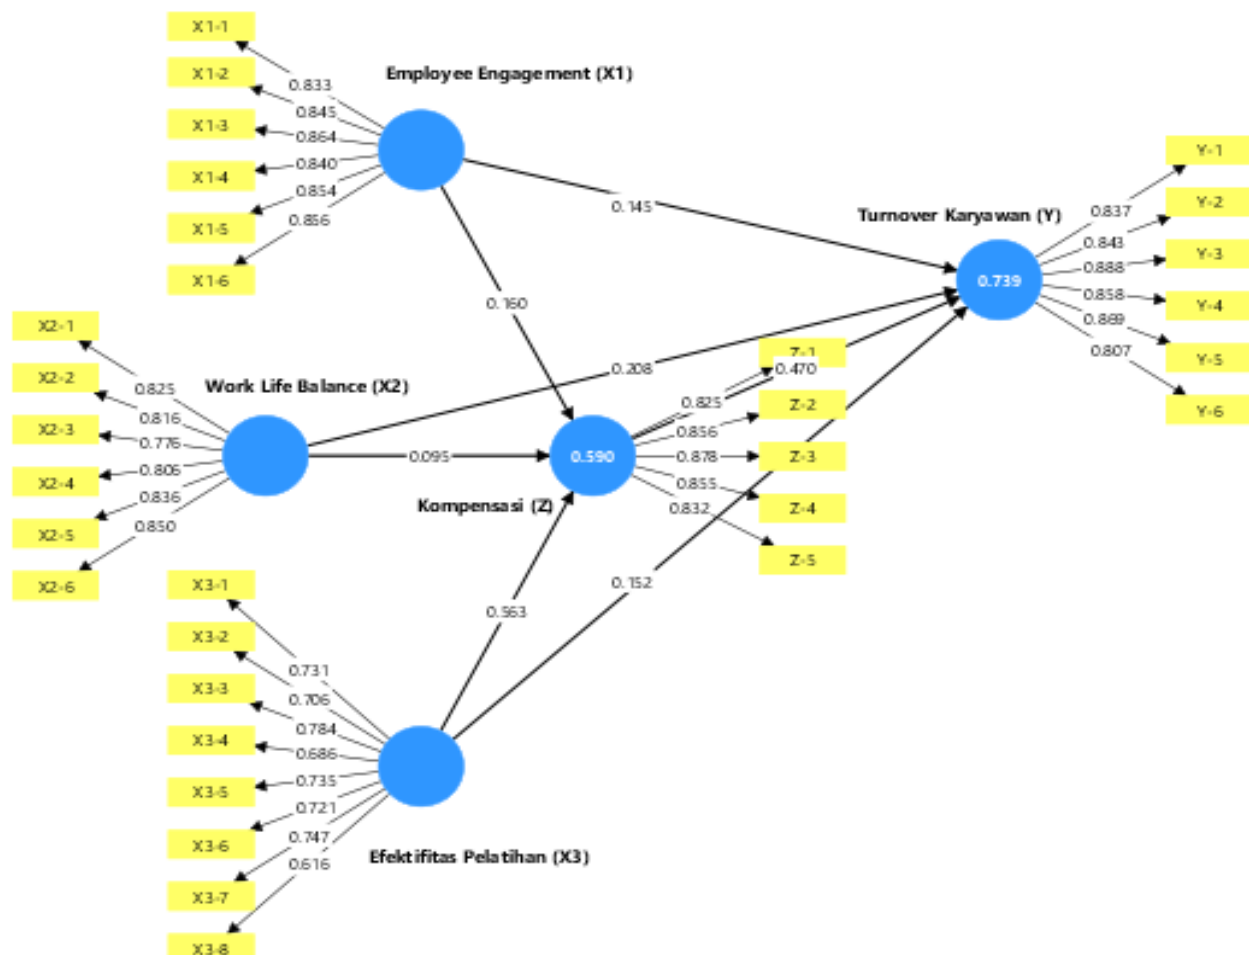 X1-1
X1-2
X1-3
X1-4
X1-5
X1-6
0.833
0.845
0.864
0.840
0.854
0.856
Employee Engagement (X1)
0.145
0.160
Turnover Karyawan (Y)
0.739
0.837
0.843
0.888
0.858
0.869
0.807
Y-1
Y-2
Y-3
Y-4
Y-5
Y-6
X2-1
X2-2
X2-3
X2-4
X2-5
X2-6
0.825
0.816
0.776
0.806
0.836
0.850
Work Life Balance (X2)
0.208
0.095
0.590
Kompensasi (Z)
0.825
0.856
0.878
0.855
0.832
0.470
Z-1
Z-2
Z-3
Z-4
Z-5
0.563
0.152
X3-1
X3-2
X3-3
X3-4
X3-5
X3-6
X3-7
X3-8
0.731
0.706
0.784
0.686
0.735
0.721
0.747
0.616
Efektifitas Pelatihan (X3)